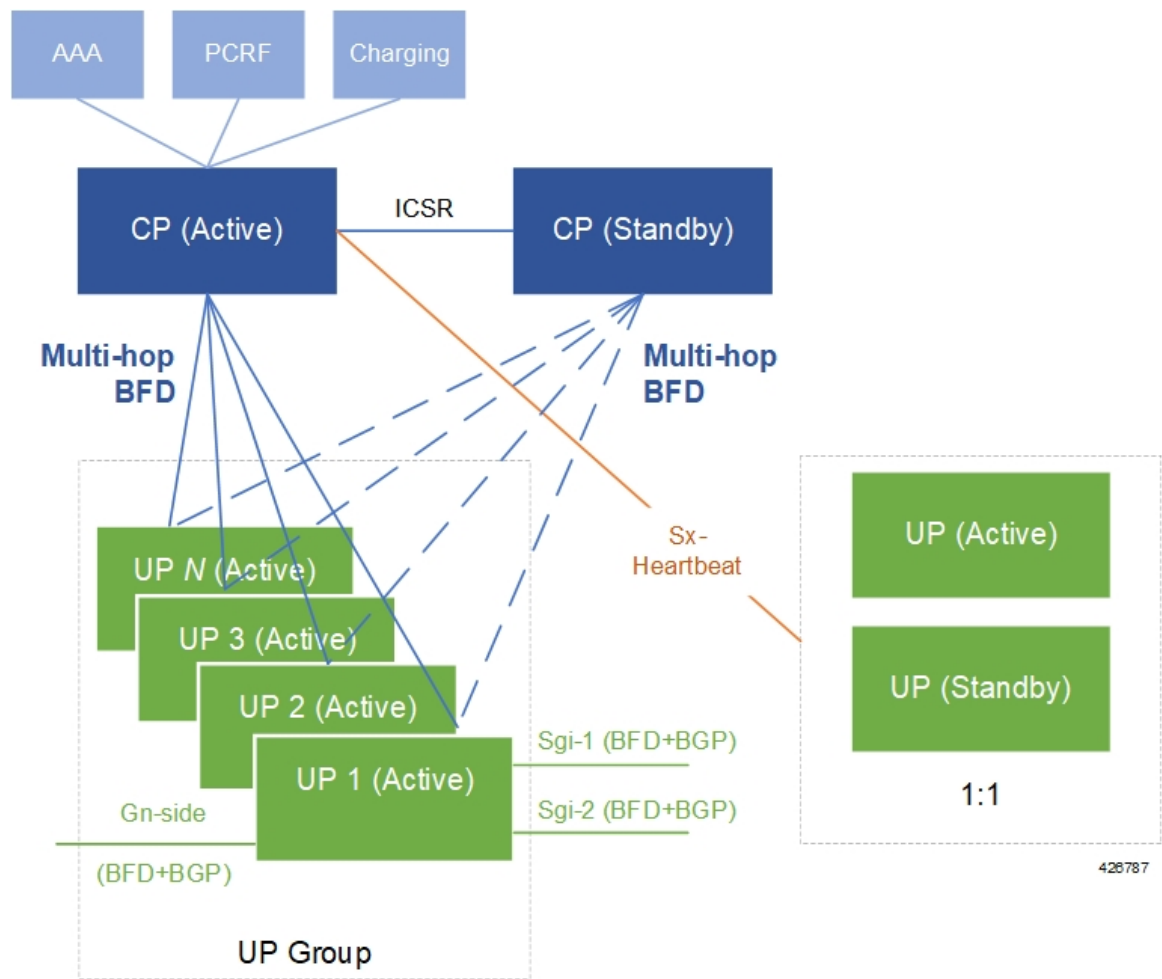 AAA
PCRF
Charging
CP (Active)
ICSR
CP (Standby)
Multi-hop
BFD
Multi-hop
BFD
UP N (Active)
UP 3 (Active)
UP 2 (Active)
UP 1 (Active)
Sx-
Heartbeat
UP (Active)
UP (Standby)
1:1
Sgi-1 (BFD+BGP)
Sgi-2 (BFD+BGP)
Gn-side
(BFD+BGP)
UP Group
426787